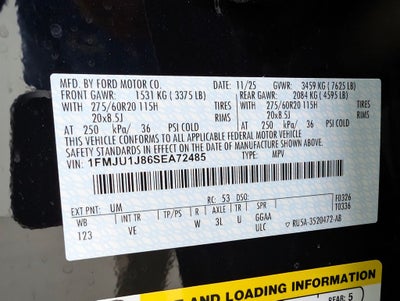 MFD. BY FORD MOTOR CO. 11/25 GVWR: 3459 KG (7625 LB)
FRONT GAWR: 1531 KG (3375 LB) REAR GAWR: 2084 KG (4595 LB)
WITH 275/60R20 115H TIRES WITH 275/60R20 115H TIRES
20x8.5J RIMS 20x8.5J RIMS
AT 250 kPa/ 36 PSI COLD AT 250 kPa/ 36 PSI COLD
THIS VEHICLE CONFORMS TO ALL APPLICABLE FEDERAL MOTOR VEHICLE
SAFETY STANDARDS IN EFFECT ON THE DATE OF MANUFACTURE SHOWN ABOVE.
VIN: 1FMJU1J86SEA72485 TYPE: MPV
EXT PNT: UM RC: 53 DSO: F0326
T0336
WB INT TR TP/PS R AXLE TR SPR
123 VE W 3L U GGAA
ULC RU5A-3520472-AB
AND LOADING INFORMATION
REAR: 5